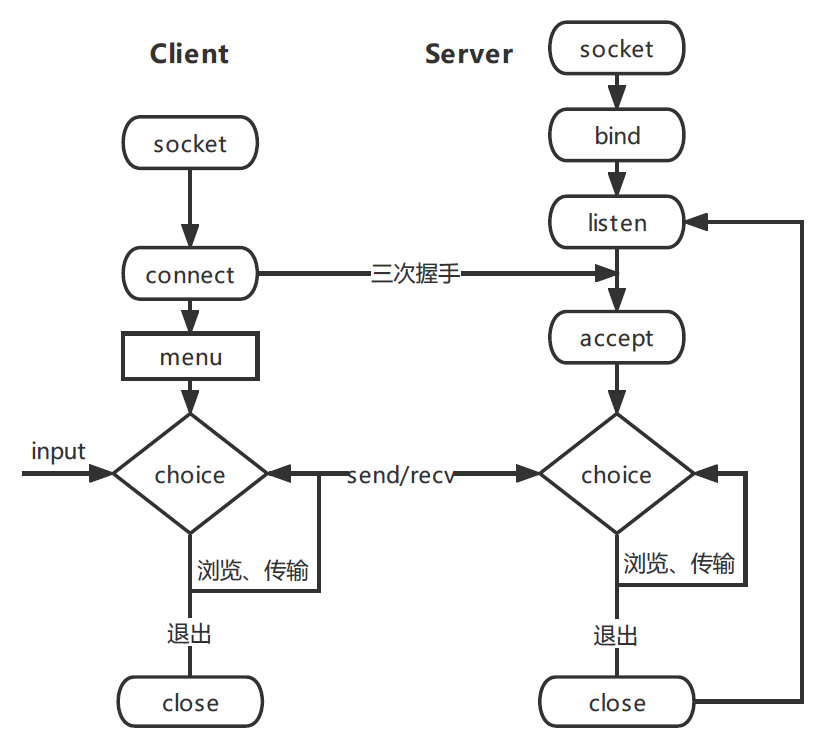 Client
Server
socket
bind
socket
listen
connect
三次握手
accept
menu
input
choice
send/recv
choice
浏览、传输
浏览、传输
退出
退出
close
close